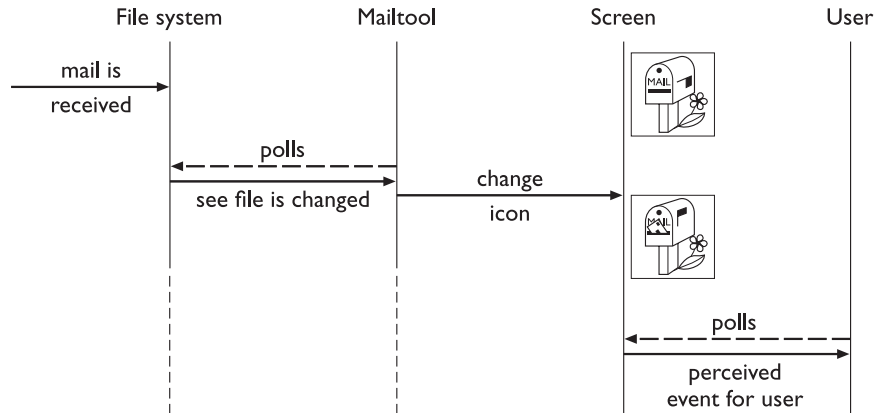 File system
Mailtool
Screen
User
mail is
received
MAIL
polls
see file is changed
change
icon
polls
perceived
event for user